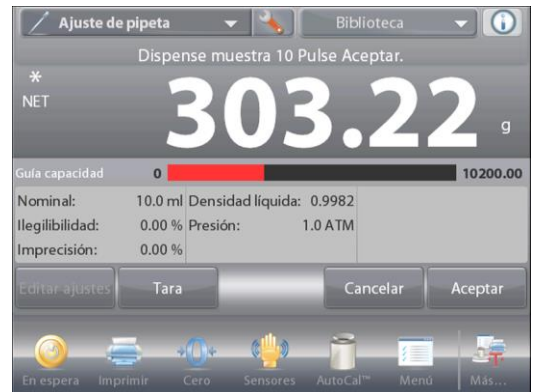 Ajuste de pipeta Biblioteca
Dispense muestra 10 Pulse Aceptar.
*
NET
303.22 g
Guía capacidad 0 10200.00
Nominal: 10.0 ml Densidad líquida: 0.9982
Ilegilibilidad: 0.00 % Presión: 1.0 ATM
Imprecisión: 0.00 %
Editar ajustes Tara Cancelar Aceptar
En espera Imprimir Cero Sensores AutoCal™ Menú Más...